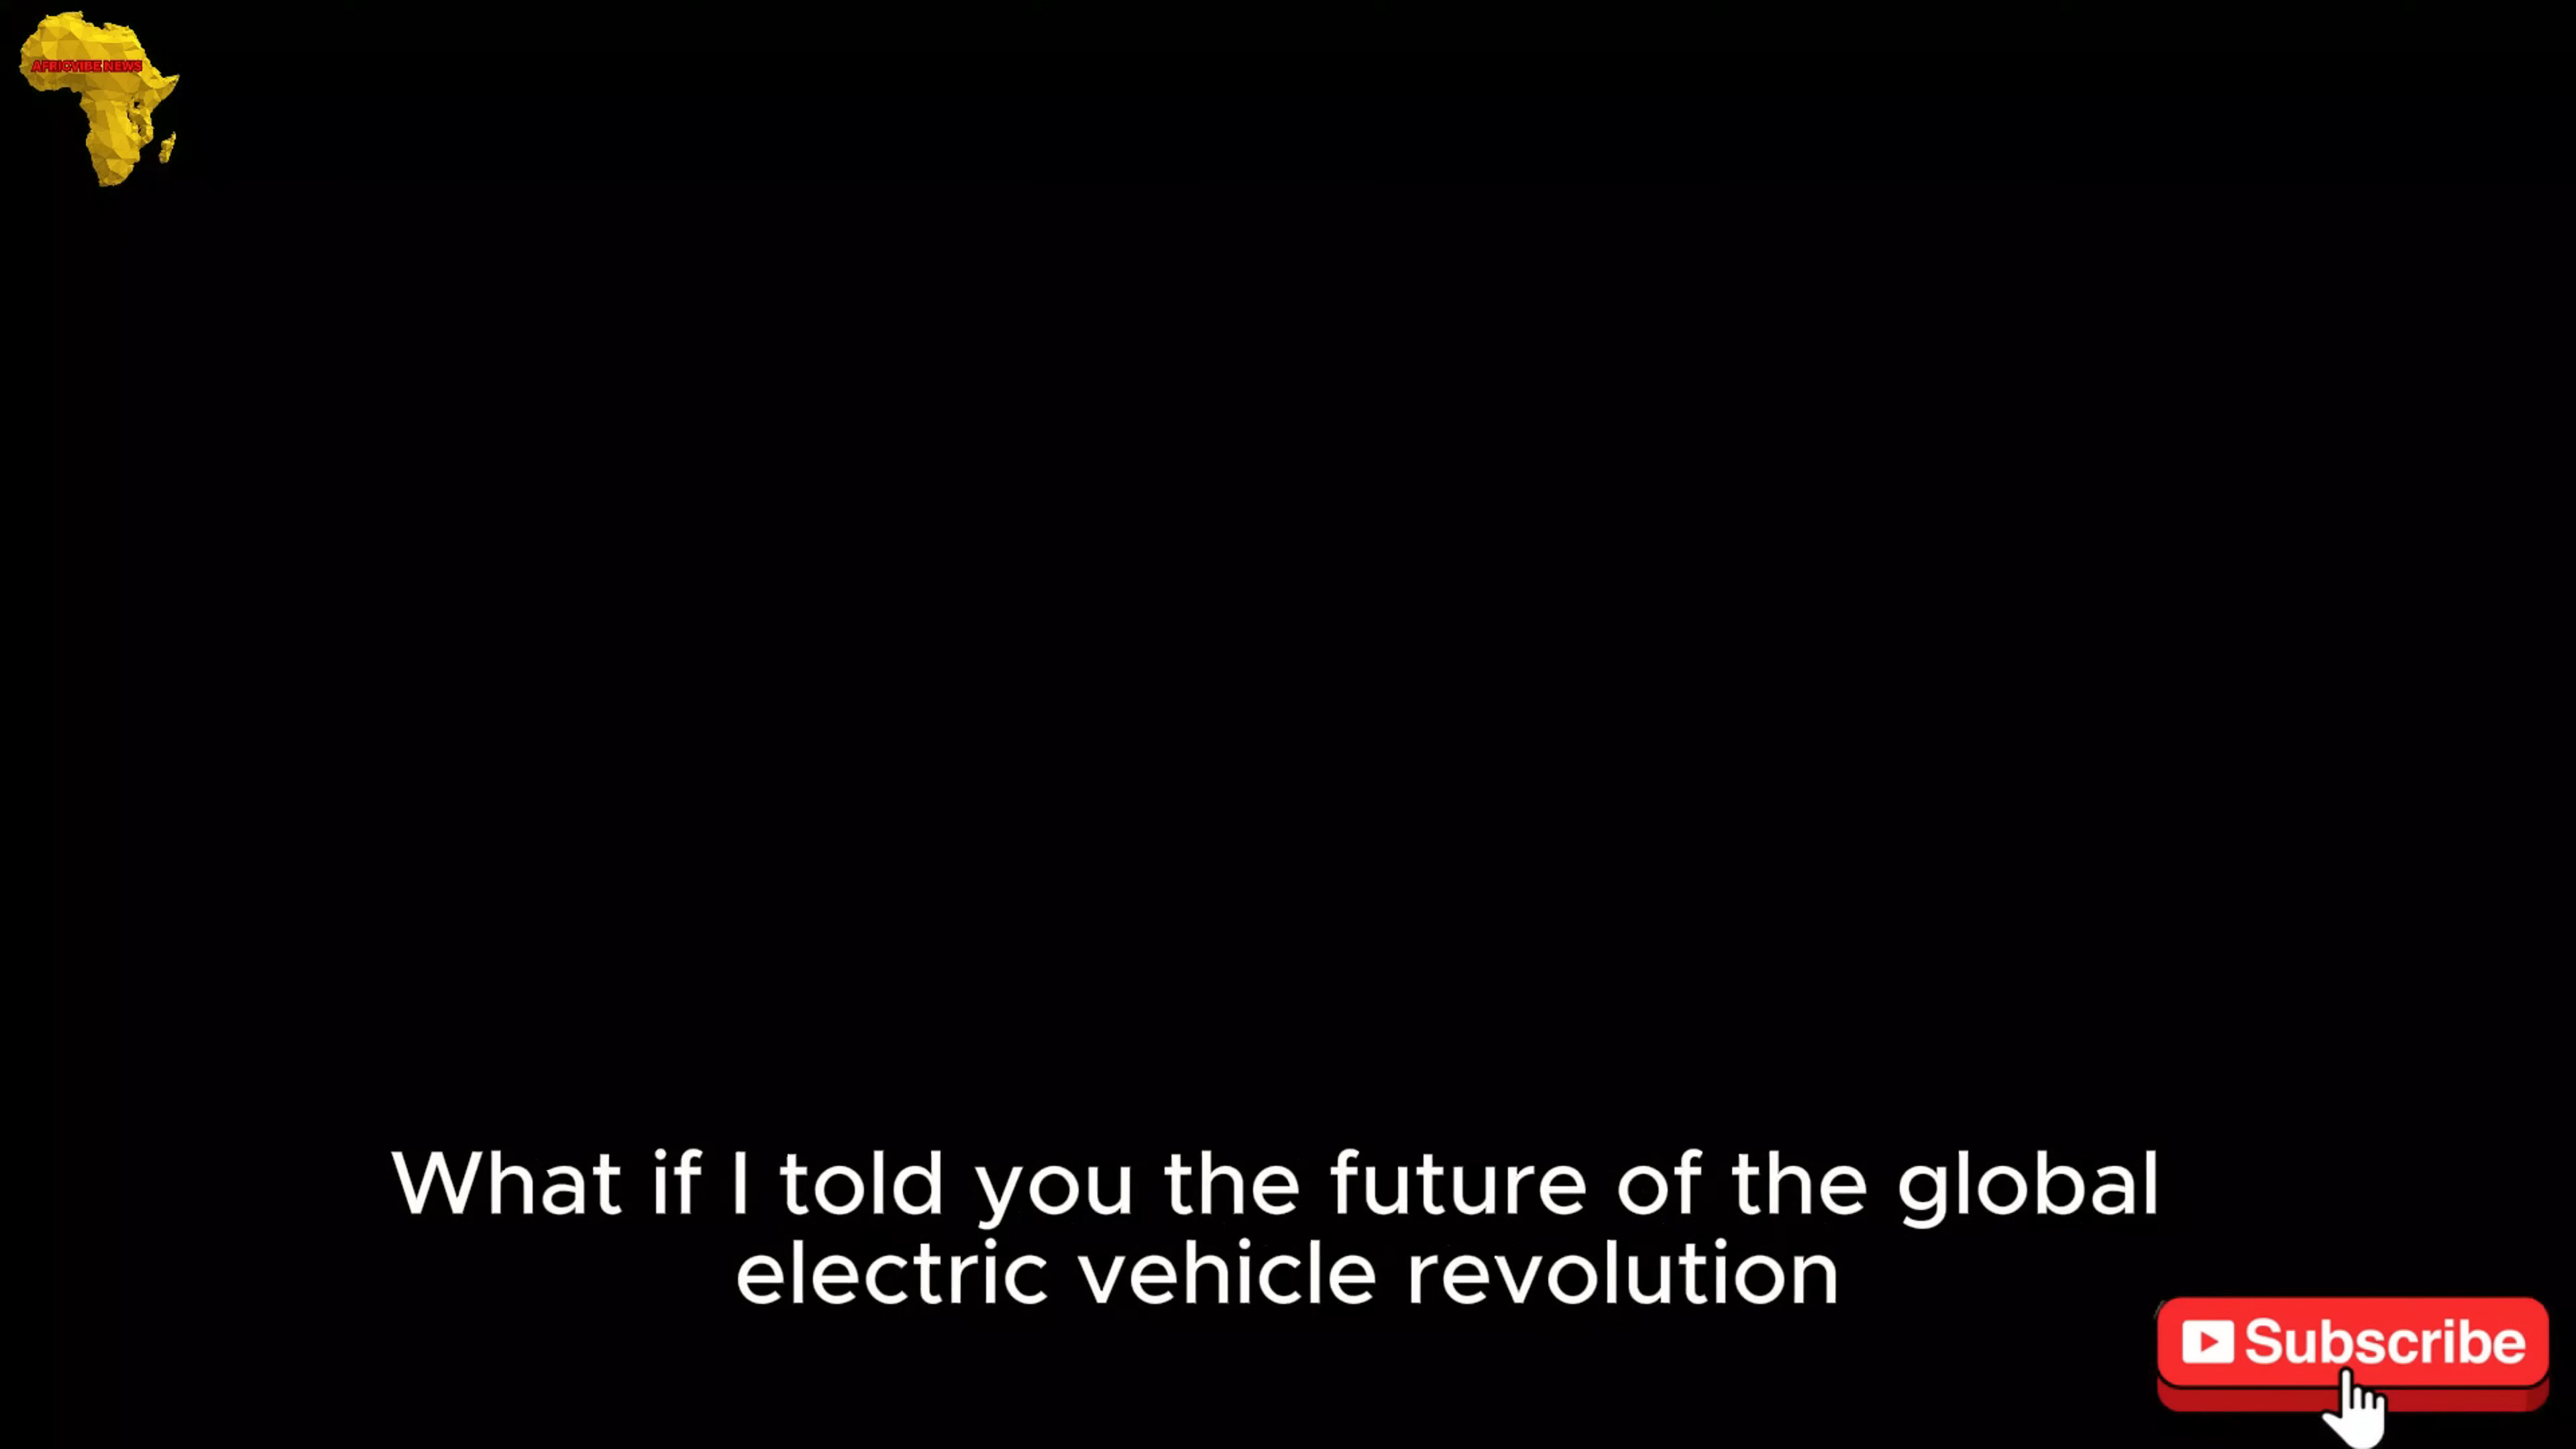 AFRICVIBE NEWS
What if I told you the future of the global
electric vehicle revolution
Subscribe